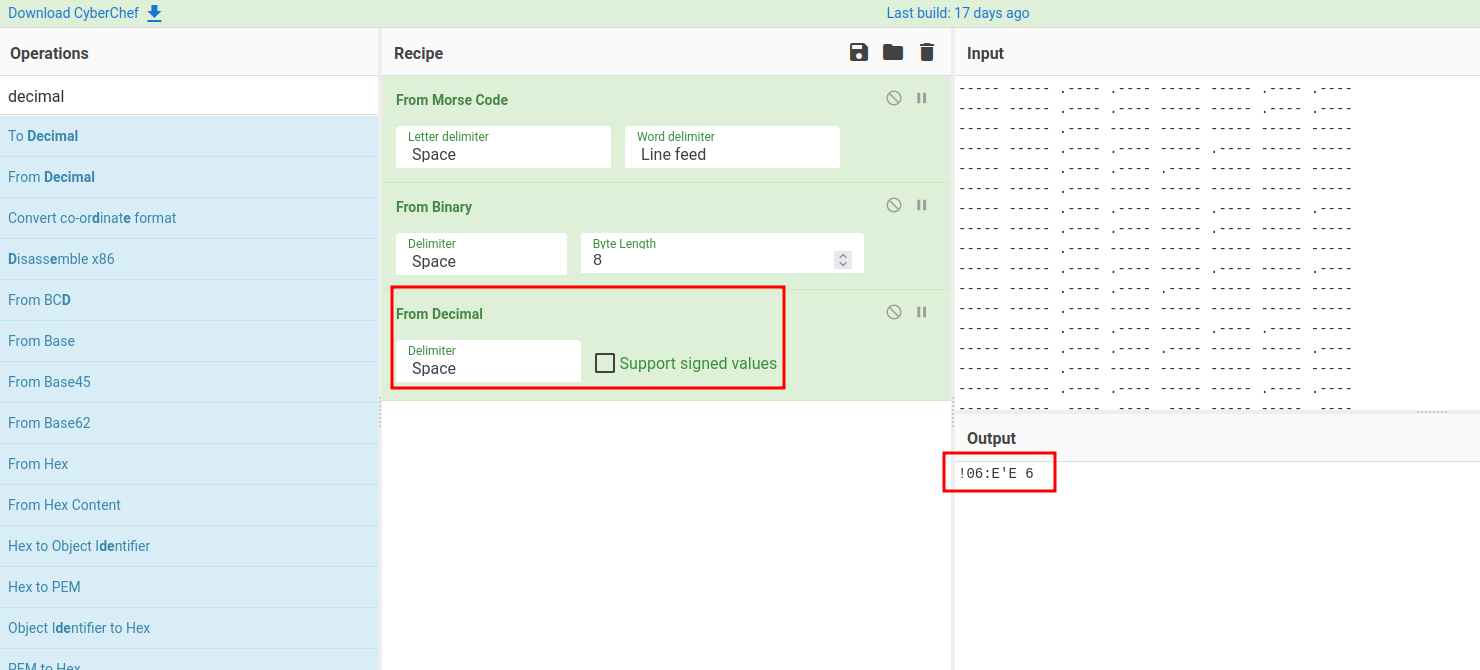 Download CyberChef
Last build: 17 days ago
Operations
decimal
To Decimal
From Decimal
Convert co-ordinate format
Disassemble x86
From BCD
From Base
From Base45
From Base62
From Hex
From Hex Content
Hex to Object Identifier
Hex to PEM
Object Identifier to Hex
PEM to Hex
Recipe
From Morse Code
Letter delimiter
Space
Word delimiter
Line feed
From Binary
Delimiter
Space
Byte Length
8
From Decimal
Delimiter
Space
Support signed values
Input
----- ----- .---- .---- ----- ----- .---- .----
----- ----- .---- .---- ----- ----- .---- .----
----- ----- .---- ----- ----- ----- ----- -----
----- ----- .---- .---- ----- .---- ----- -----
----- ----- .---- .---- .---- ----- ----- -----
----- ----- .---- ----- ----- ----- ----- -----
----- ----- .---- .---- ----- .---- ----- .----
----- ----- .---- .---- ----- .---- ----- -----
----- ----- .---- ----- ----- ----- ----- -----
----- ----- .---- .---- ----- .---- ----- .----
----- ----- .---- .---- .---- ----- ----- -----
----- ----- .---- ----- ----- ----- ----- -----
----- ----- .---- .---- ----- .---- .---- -----
----- ----- .---- .---- .---- ----- ----- .----
----- ----- .---- ----- ----- ----- ----- -----
----- ----- .---- .---- ----- ----- .---- .----
Output
!06:E'E 6